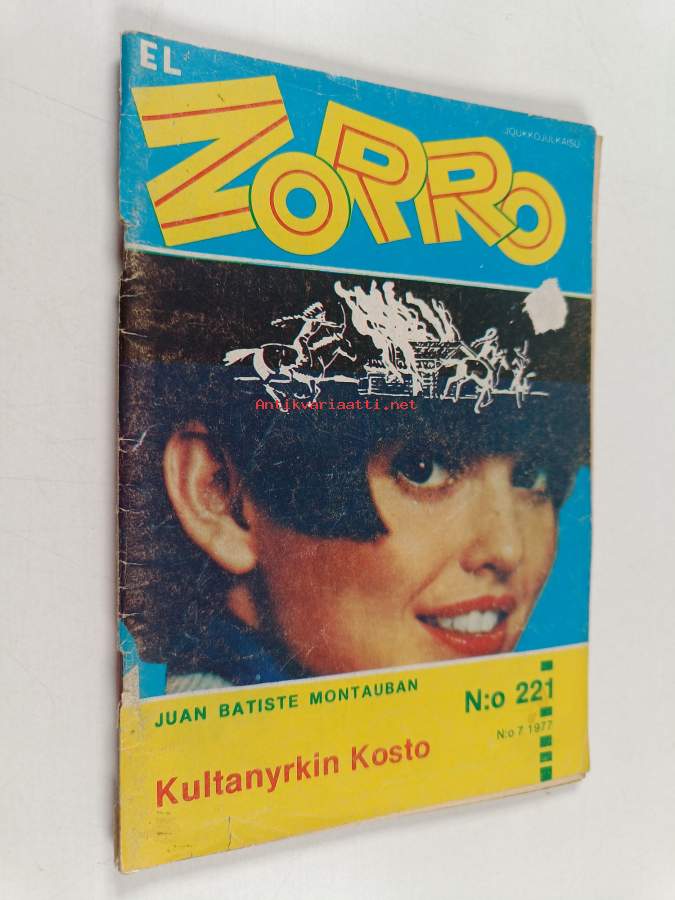 EL
ZORRO
JOUKKOJULKAISU
Antikvariaatti.net
JUAN BATISTE MONTAUBAN
N:o 221
N:o 7 1977
Kultanyrkin Kosto